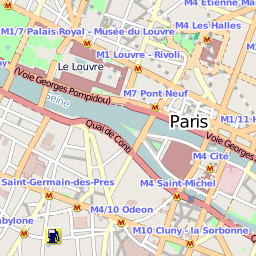 M4 Étienne Ma
M4 Les Halles
M1/7 Palais Royal - Musée du Louvre
M1 Louvre - Rivoli
Le Louvre
Voie Georges Pompidou
M7 Pont Neuf
Seine
Paris
M1/11 H
Quai de Conti
Voie Georges
M4 Cité
Saint-Germain-des-Pres
M4 Saint-Michel
M4/10 Odeon
bylone
M10 Cluny - la Sorbonne